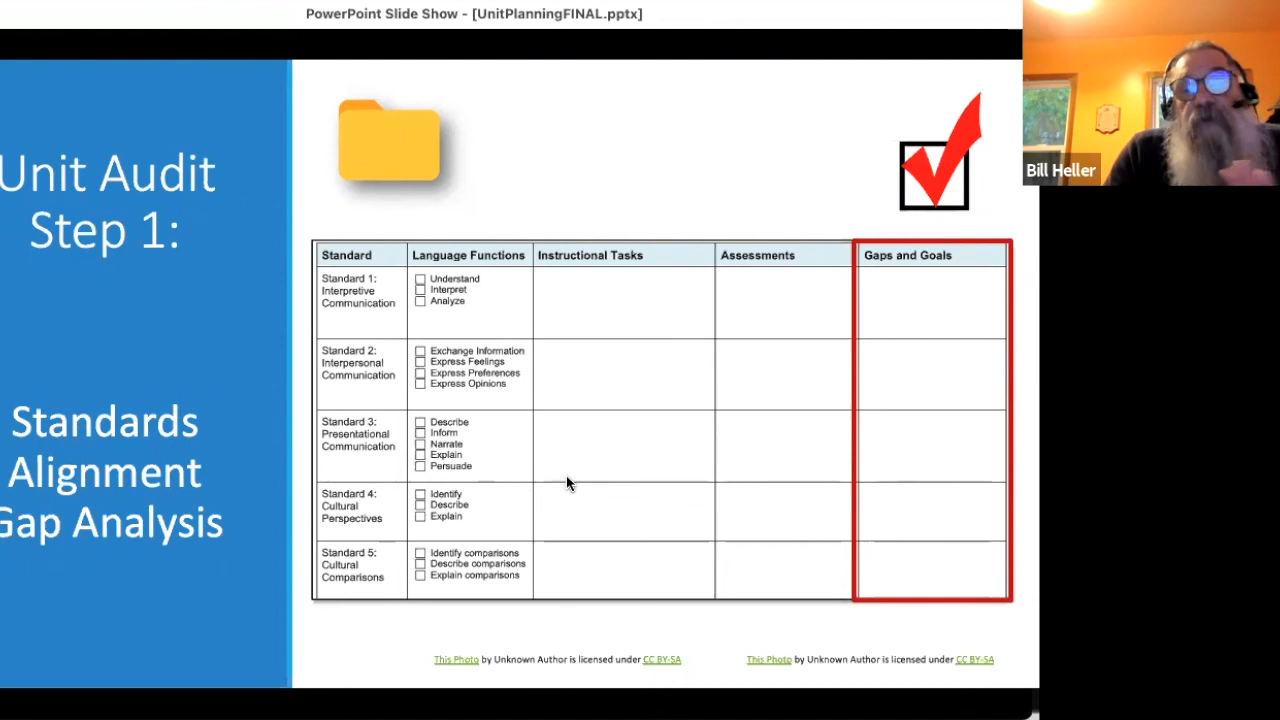 PowerPoint Slide Show - [UnitPlanningFINAL.pptx]
Bill Heller
Unit Audit
Step 1:
Standards
Alignment
Gap Analysis
Standard
Language Functions
Instructional Tasks
Assessments
Gaps and Goals
Standard 1:
Interpretive
Communication
Understand
Interpret
Analyze
Standard 2:
Interpersonal
Communication
Exchange Information
Express Feelings
Express Preferences
Express Opinions
Standard 3:
Presentational
Communication
Describe
Inform
Narrate
Explain
Persuade
Standard 4:
Cultural
Perspectives
Identify
Describe
Explain
Standard 5:
Cultural
Comparisons
Identify comparisons
Describe comparisons
Explain comparisons
This Photo by Unknown Author is licensed under CC BY-SA
This Photo by Unknown Author is licensed under CC BY-SA